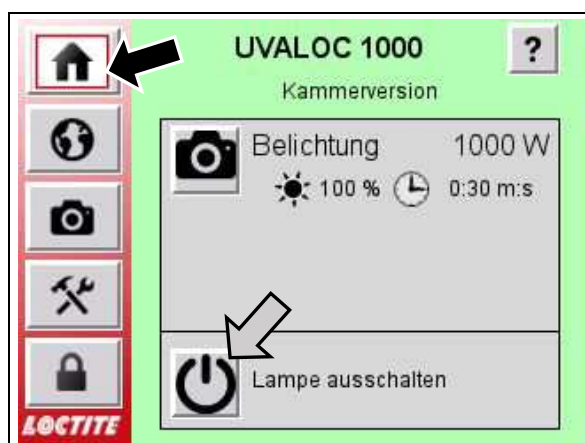 UVALOC 1000
?
Kammerversion
Belichtung 1000 W
100 % 0:30 m:s
Lampe ausschalten
LOCTITE